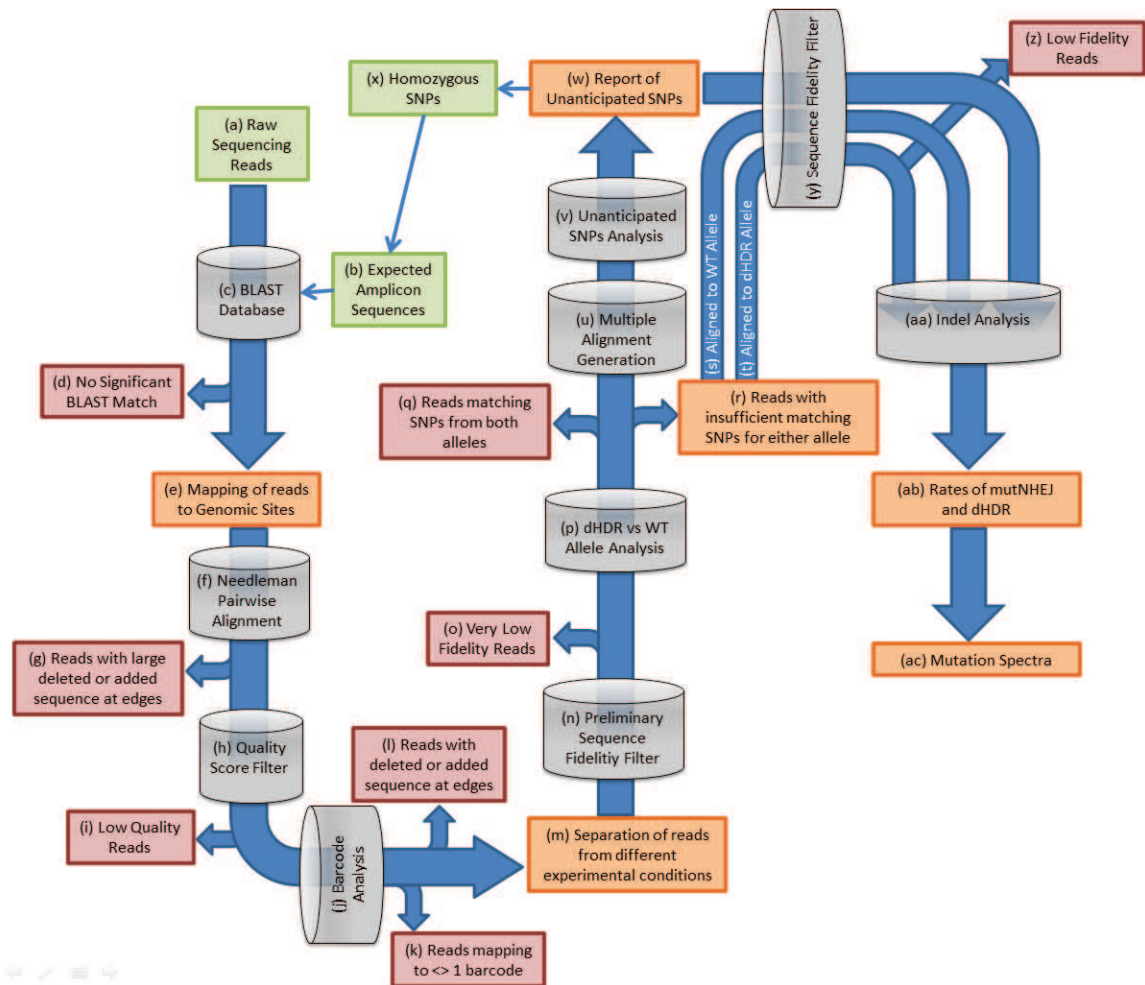 (a) Raw
Sequencing
Reads
(b) Expected
Amplicon
Sequences
(c) BLAST
Database
(d) No Significant
BLAST Match
(e) Mapping of reads
to Genomic Sites
(f) Needleman
Pairwise
Alignment
(g) Reads with large
deleted or added
sequence at edges
(h) Quality
Score Filter
(i) Low Quality
Reads
(j) Barcode
Analysis
(k) Reads mapping
to <> 1 barcode
(l) Reads with
deleted or added
sequence at edges
(m) Separation of reads
from different
experimental conditions
(n) Preliminary
Sequence
Fidelitiy Filter
(o) Very Low
Fidelity Reads
(p) dHDR vs WT
Allele Analysis
(q) Reads matching
SNPs from both
alleles
(r) Reads with
insufficient matching
SNPs for either allele
(s) Aligned to WT Allele
(t) Aligned to dHDR Allele
(u) Multiple
Alignment
Generation
(v) Unanticipated
SNPs Analysis
(w) Report of
Unanticipated SNPs
(x) Homozygous
SNPs
(y) Sequence Fidelity Filter
(z) Low Fidelity
Reads
(aa) Indel Analysis
(ab) Rates of mutNHEJ
and dHDR
(ac) Mutation Spectra